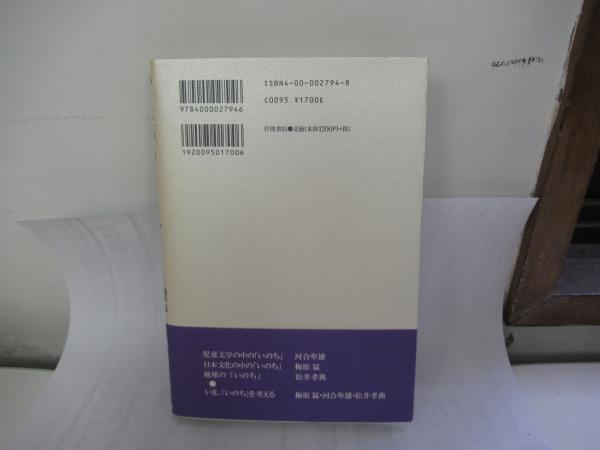 ISBN4-00-002794-8
C0095 ¥1700E
9784000027946
岩波書店●定価(本体1700円+税)
1920095017006
児童文学の中の「いのち」 河合隼雄
日本文化の中の「いのち」 梅原 猛
地球の「いのち」 松井孝典
●
いま、「いのち」を考える 梅原 猛・河合隼雄・松井孝典